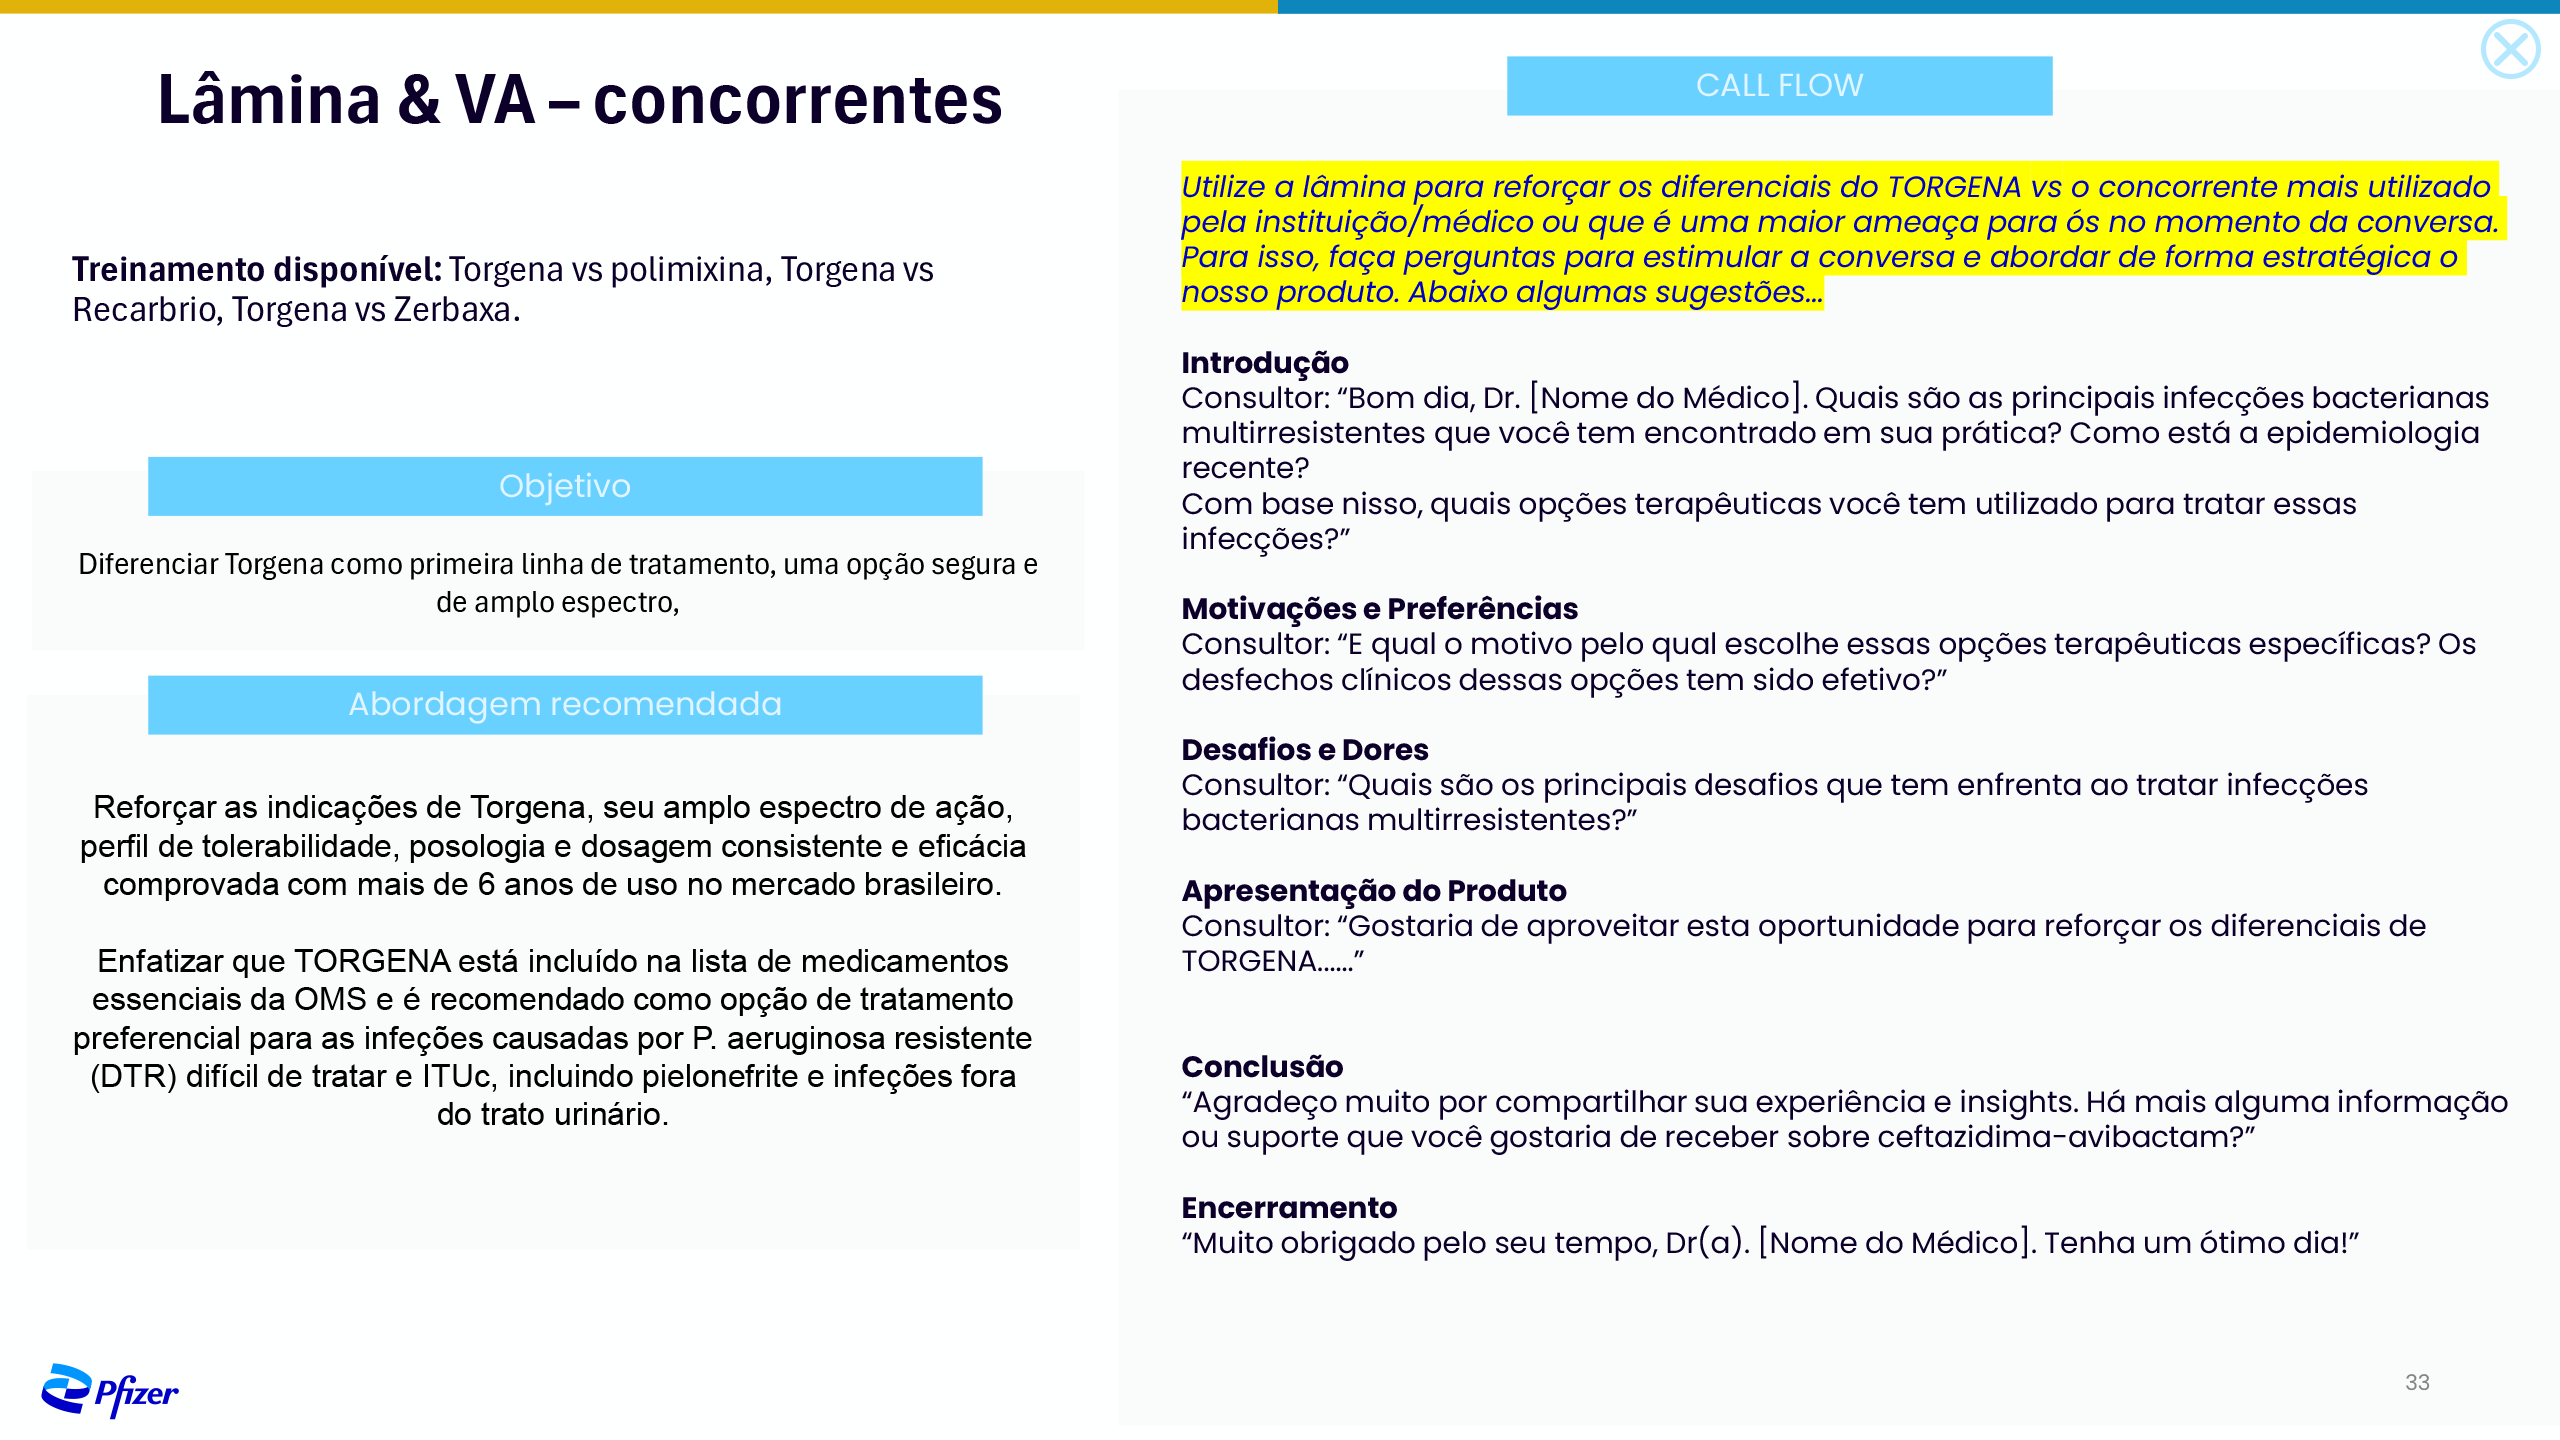 Lâmina & VA – concorrentes
Treinamento disponível: Torgena vs polimixina, Torgena vs
Recarbrio, Torgena vs Zerbaxa.
Objetivo
Diferenciar Torgena como primeira linha de tratamento, uma opção segura e
de amplo espectro,
Abordagem recomendada
Reforçar as indicações de Torgena, seu amplo espectro de ação,
perfil de tolerabilidade, posologia e dosagem consistente e eficácia
comprovada com mais de 6 anos de uso no mercado brasileiro.
Enfatizar que TORGENA está incluído na lista de medicamentos
essenciais da OMS e é recomendado como opção de tratamento
preferencial para as infeções causadas por P. aeruginosa resistente
(DTR) difícil de tratar e ITUc, incluindo pielonefrite e infeções fora
do trato urinário.
CALL FLOW
Utilize a lâmina para reforçar os diferenciais do TORGENA vs o concorrente mais utilizado
pela instituição/médico ou que é uma maior ameaça para ós no momento da conversa.
Para isso, faça perguntas para estimular a conversa e abordar de forma estratégica o
nosso produto. Abaixo algumas sugestões...
Introdução
Consultor: “Bom dia, Dr. [Nome do Médico]. Quais são as principais infecções bacterianas
multirresistentes que você tem encontrado em sua prática? Como está a epidemiologia
recente?
Com base nisso, quais opções terapêuticas você tem utilizado para tratar essas
infecções?”
Motivações e Preferências
Consultor: “E qual o motivo pelo qual escolhe essas opções terapêuticas específicas? Os
desfechos clínicos dessas opções tem sido efetivo?”
Desafios e Dores
Consultor: “Quais são os principais desafios que tem enfrenta ao tratar infecções
bacterianas multirresistentes?”
Apresentação do Produto
Consultor: “Gostaria de aproveitar esta oportunidade para reforçar os diferenciais de
TORGENA......”
Conclusão
“Agradeço muito por compartilhar sua experiência e insights. Há mais alguma informação
ou suporte que você gostaria de receber sobre ceftazidima-avibactam?”
Encerramento
“Muito obrigado pelo seu tempo, Dr(a). [Nome do Médico]. Tenha um ótimo dia!”
Pfizer
33